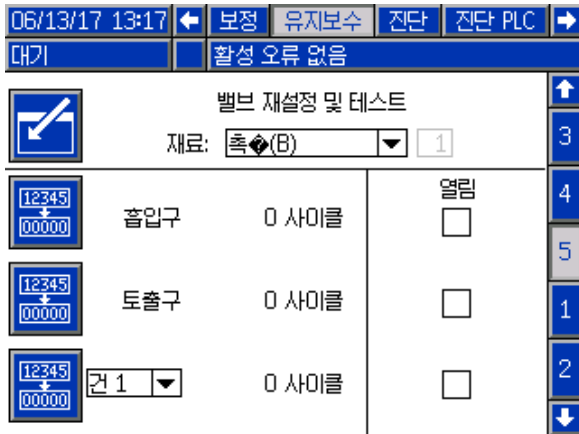 06/13/17 13:17 보정 유지보수 진단 진단 PLC
대기 활성 오류 없음
밸브 재설정 및 테스트
재료: 촉�(B) 1
열림
12345 00000 흡입구 0 사이클
12345 00000 토출구 0 사이클
12345 00000 건 1 0 사이클
3
4
5
1
2